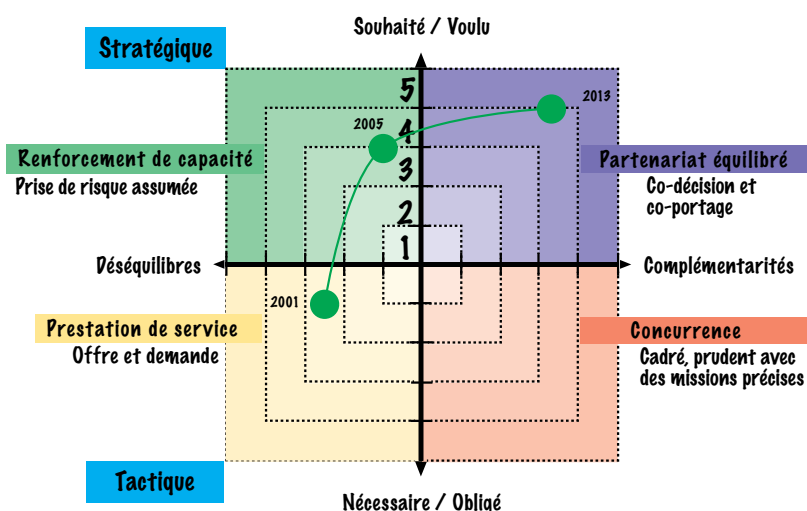 Souhaité / Voulu
Stratégique
5
2013
2005
4
Renforcement de capacité
Partenariat équilibré
Prise de risque assumée
3
Co-décision et
co-portage
2
1
Déséquilibres
Complémentarités
2001
Prestation de service
Concurrence
Offre et demande
Cadré, prudent avec
des missions précises
Tactique
Nécessaire / Obligé